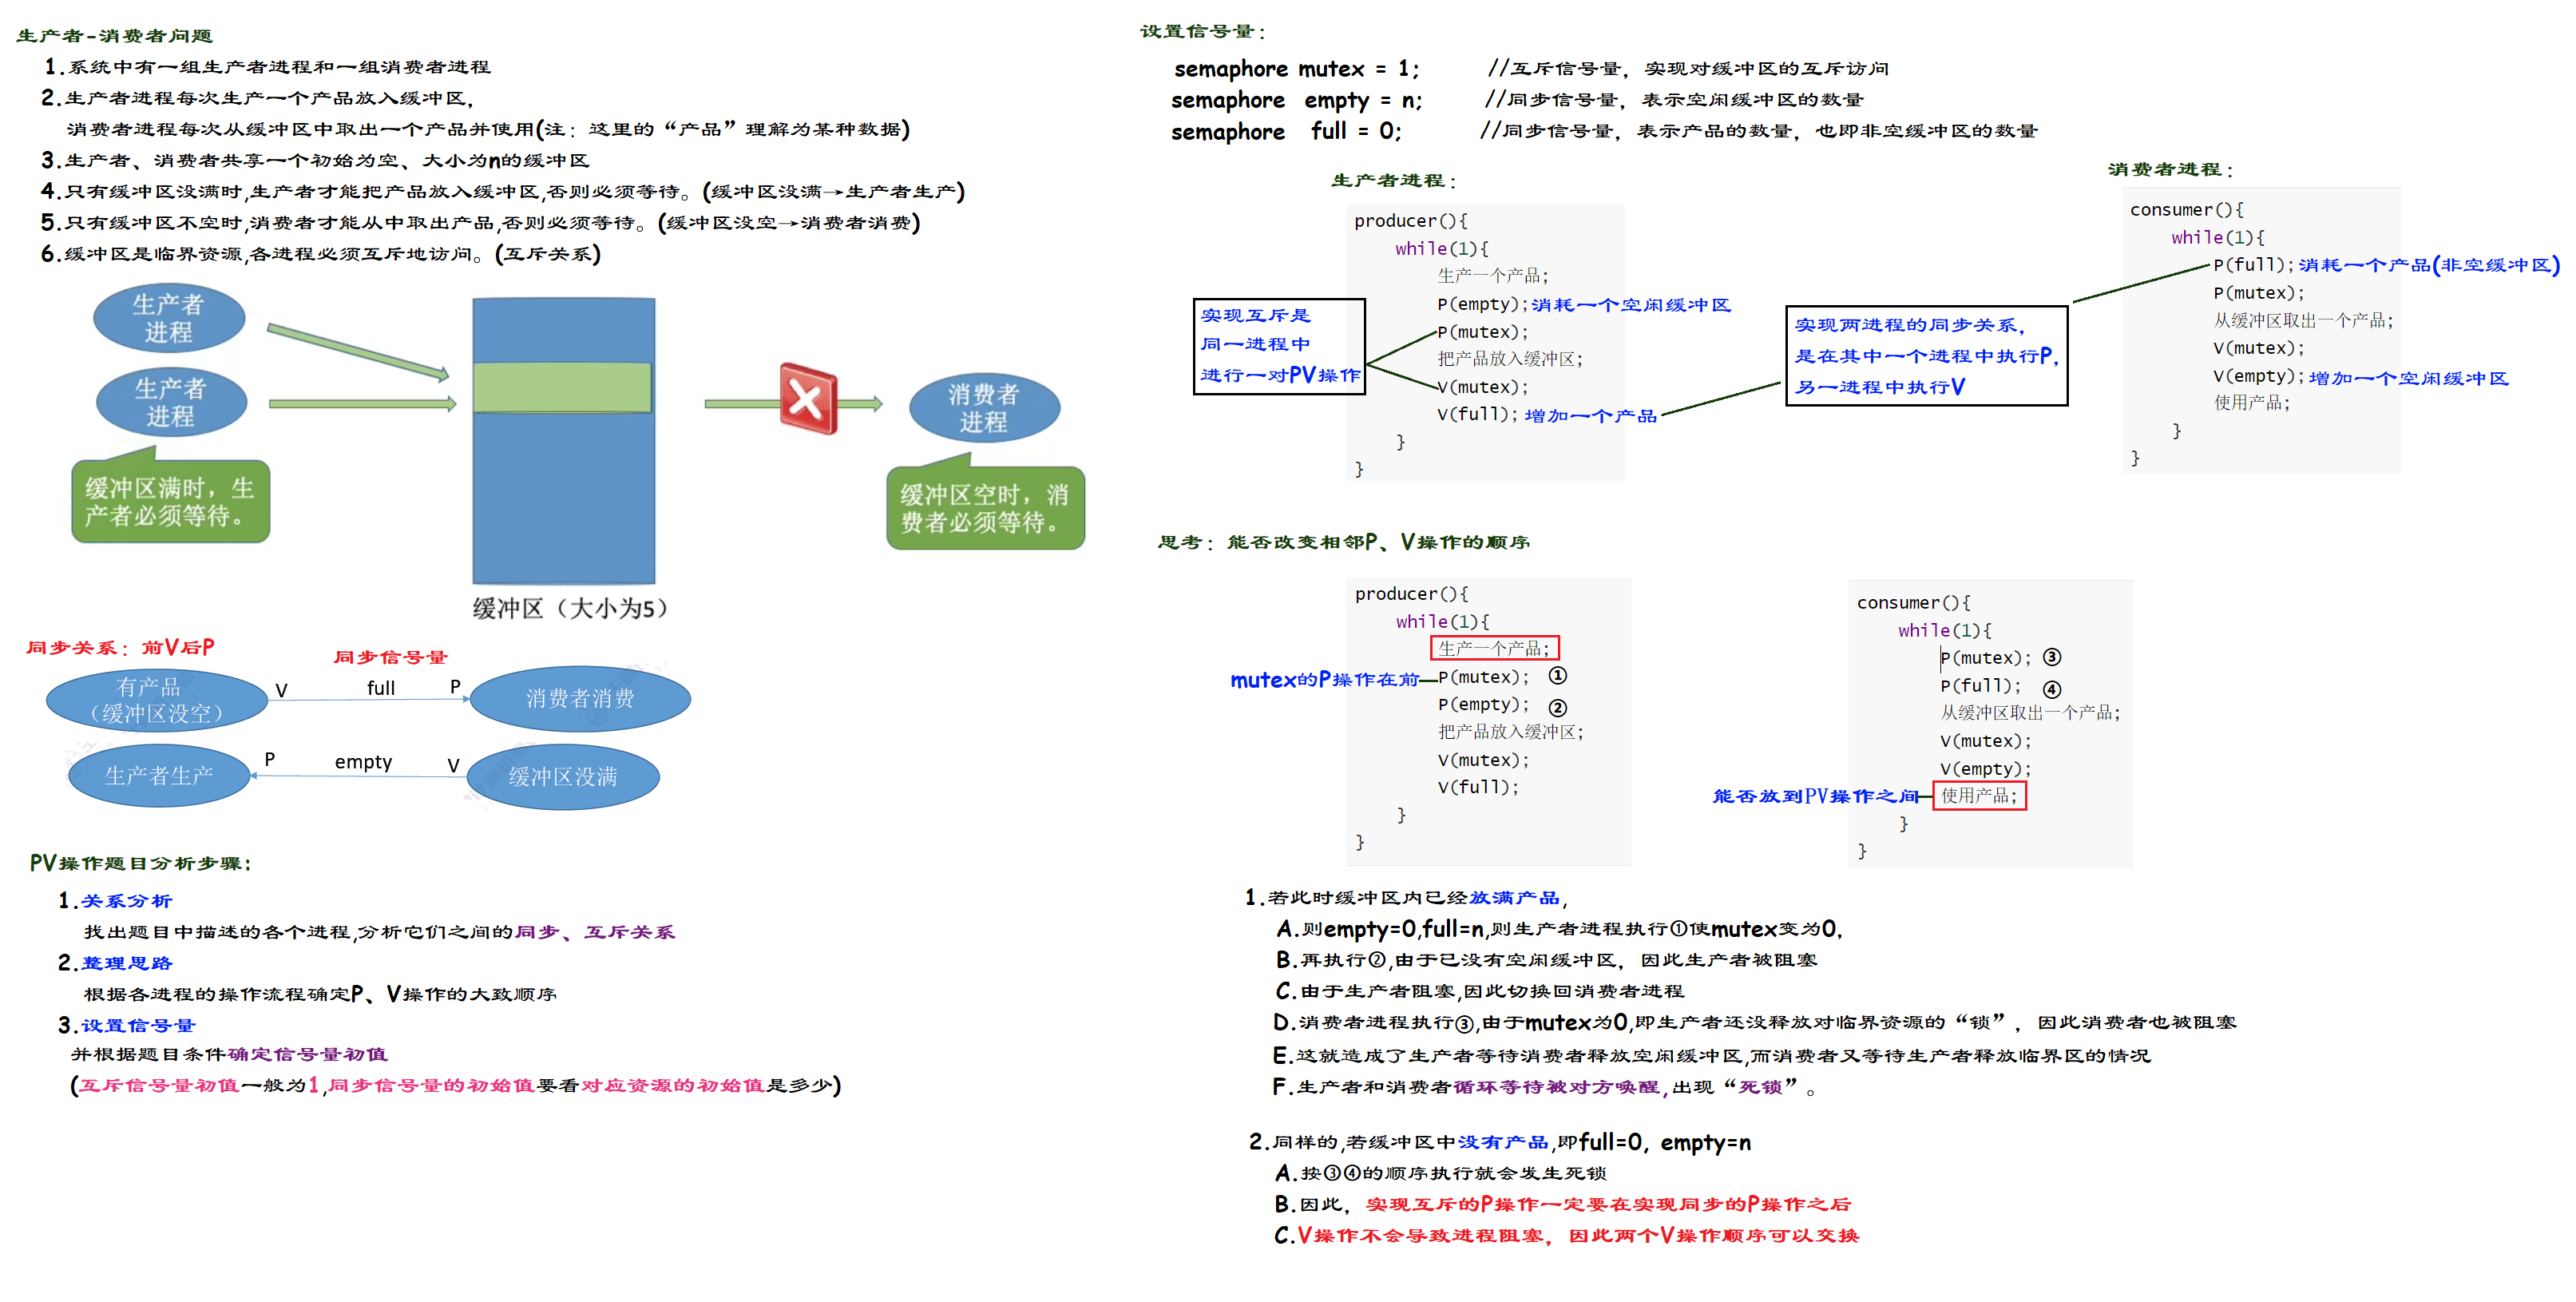 生产者-消费者问题
1.系统中有一组生产者进程和一组消费者进程
2.生产者进程每次生产一个产品放入缓冲区,
消费者进程每次从缓冲区中取出一个产品并使用(注：这里的“产品”理解为某种数据)
3.生产者、消费者共享一个初始为空、大小为n的缓冲区
4.只有缓冲区没满时,生产者才能把产品放入缓冲区,否则必须等待。(缓冲区没满→生产者生产)
5.只有缓冲区不空时,消费者才能从中取出产品,否则必须等待。(缓冲区没空→消费者消费)
6.缓冲区是临界资源,各进程必须互斥地访问。(互斥关系)
生产者
进程
生产者
进程
消费者
进程
缓冲区满时，生
产者必须等待。
缓冲区空时，消
费者必须等待。
缓冲区（大小为5）
同步关系：前V后P
同步信号量
有产品
（缓冲区没空）
V
full
P
消费者消费
生产者生产
P
empty
V
缓冲区没满
PV操作题目分析步骤:
1.关系分析
找出题目中描述的各个进程,分析它们之间的同步、互斥关系
2.整理思路
根据各进程的操作流程确定P、V操作的大致顺序
3.设置信号量
并根据题目条件确定信号量初值
(互斥信号量初值一般为1,同步信号量的初始值要看对应资源的初始值是多少)
设置信号量:
semaphore mutex = 1; //互斥信号量，实现对缓冲区的互斥访问
semaphore empty = n; //同步信号量，表示空闲缓冲区的数量
semaphore full = 0; //同步信号量，表示产品的数量，也即非空缓冲区的数量
生产者进程:
producer(){
while(1){
生产一个产品;
P(empty);消耗一个空闲缓冲区
P(mutex);
把产品放入缓冲区;
V(mutex);
V(full); 增加一个产品
}
}
实现互斥是
同一进程中
进行一对PV操作
实现两进程的同步关系，
是在其中一个进程中执行P,
另一进程中执行V
消费者进程:
consumer(){
while(1){
P(full);消耗一个产品(非空缓冲区)
P(mutex);
从缓冲区取出一个产品;
V(mutex);
V(empty);增加一个空闲缓冲区
使用产品;
}
}
思考：能否改变相邻P、V操作的顺序
producer(){
while(1){
生产一个产品;
mutex的P操作在前
P(mutex); ①
P(empty); ②
把产品放入缓冲区;
V(mutex);
V(full);
}
}
consumer(){
while(1){
P(mutex); ③
P(full); ④
从缓冲区取出一个产品;
V(mutex);
V(empty);
能否放到PV操作之间
使用产品;
}
}
1.若此时缓冲区内已经放满产品,
A.则empty=0,full=n,则生产者进程执行①使mutex变为0,
B.再执行②,由于已没有空闲缓冲区，因此生产者被阻塞
C.由于生产者阻塞,因此切换回消费者进程
D.消费者进程执行③,由于mutex为0,即生产者还没释放对临界资源的“锁”，因此消费者也被阻塞
E.这就造成了生产者等待消费者释放空闲缓冲区,而消费者又等待生产者释放临界区的情况
F.生产者和消费者循环等待被对方唤醒,出现“死锁”。
2.同样的,若缓冲区中没有产品,即full=0, empty=n
A.按③④的顺序执行就会发生死锁
B.因此，实现互斥的P操作一定要在实现同步的P操作之后
C.V操作不会导致进程阻塞，因此两个V操作顺序可以交换